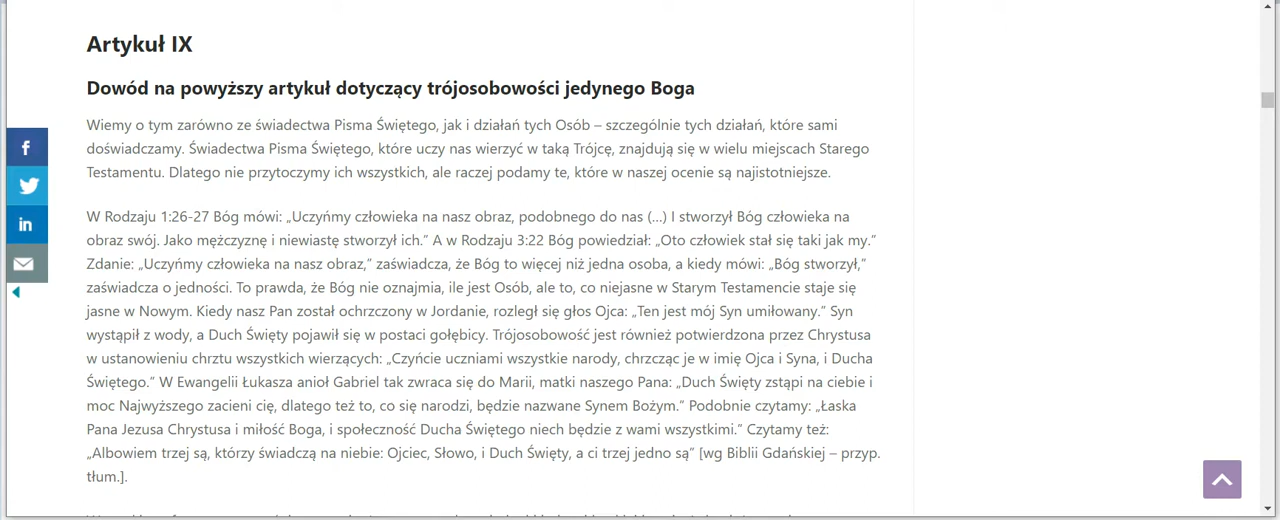 Artykuł IX
Dowód na powyższy artykuł dotyczący trójosobowości jedynego Boga
Wiemy o tym zarówno ze świadectwa Pisma Świętego, jak i działań tych Osób – szczególnie tych działań, które sami
doświadczamy. Świadectwa Pisma Świętego, które uczy nas wierzyć w taką Trójcę, znajdują się w wielu miejscach Starego
Testamentu. Dlatego nie przytoczymy ich wszystkich, ale raczej podamy te, które w naszej ocenie są najistotniejsze.
W Rodzaju 1:26-27 Bóg mówi: „Uczyńmy człowieka na nasz obraz, podobnego do nas (...) I stworzył Bóg człowieka na
obraz swój. Jako mężczyznę i niewiastę stworzył ich.” A w Rodzaju 3:22 Bóg powiedział: „Oto człowiek stał się taki jak my.”
Zdanie: „Uczyńmy człowieka na nasz obraz,” zaświadcza, że Bóg to więcej niż jedna osoba, a kiedy mówi: „Bóg stworzył,”
zaświadcza o jedności. To prawda, że Bóg nie oznajmia, ile jest Osób, ale to, co niejasne w Starym Testamencie staje się
jasne w Nowym. Kiedy nasz Pan został ochrzczony w Jordanie, rozległ się głos Ojca: „Ten jest mój Syn umiłowany.” Syn
wystąpił z wody, a Duch Święty pojawił się w postaci gołębicy. Trójosobowość jest również potwierdzona przez Chrystusa
w ustanowieniu chrztu wszystkich wierzących: „Czyńcie uczniami wszystkie narody, chrzcząc je w imię Ojca i Syna, i Ducha
Świętego.” W Ewangelii Łukasza anioł Gabriel tak zwraca się do Marii, matki naszego Pana: „Duch Święty zstąpi na ciebie i
moc Najwyższego zacieni cię, dlatego też to, co się narodzi, będzie nazwane Synem Bożym.” Podobnie czytamy: „Łaska
Pana Jezusa Chrystusa i miłość Boga, i społeczność Ducha Świętego niech będzie z wami wszystkimi.” Czytamy też:
„Albowiem trzej są, którzy świadczą na niebie: Ojciec, Słowo, i Duch Święty, a ci trzej jedno są” [wg Biblii Gdańskiej – przyp.
tłum.].